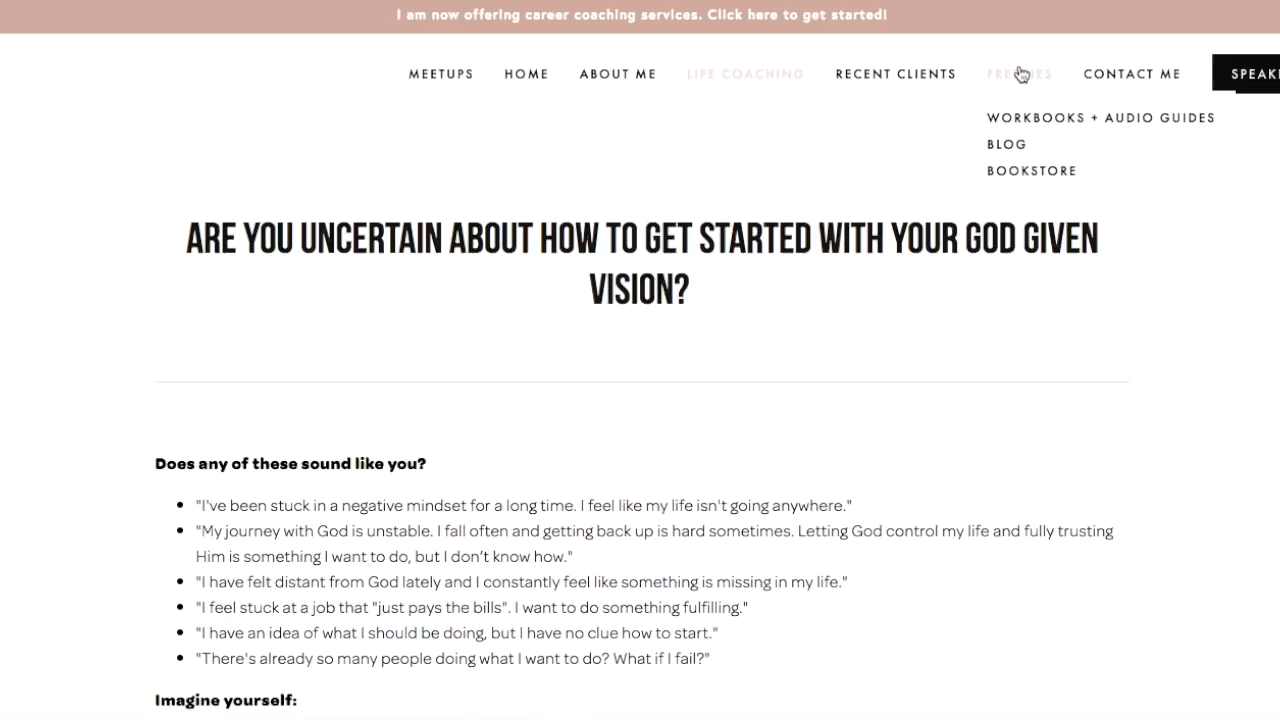 I am now offering career coaching services. Click here to get started!
MEETUPS HOME ABOUT ME LIFE COACHING RECENT CLIENTS CONTACT ME
WORKBOOKS + AUDIO GUIDES
BLOG
BOOKSTORE
ARE YOU UNCERTAIN ABOUT HOW TO GET STARTED WITH YOUR GOD GIVEN
VISION?
Does any of these sound like you?
"I've been stuck in a negative mindset for a long time. I feel like my life isn't going anywhere."
"My journey with God is unstable. I fall often and getting back up is hard sometimes. Letting God control my life and fully trusting
Him is something I want to do, but I don't know how."
"I have felt distant from God lately and I constantly feel like something is missing in my life."
"I feel stuck at a job that "just pays the bills". I want to do something fulfilling."
"I have an idea of what I should be doing, but I have no clue how to start."
"There's already so many people doing what I want to do? What if I fail?"
Imagine yourself: